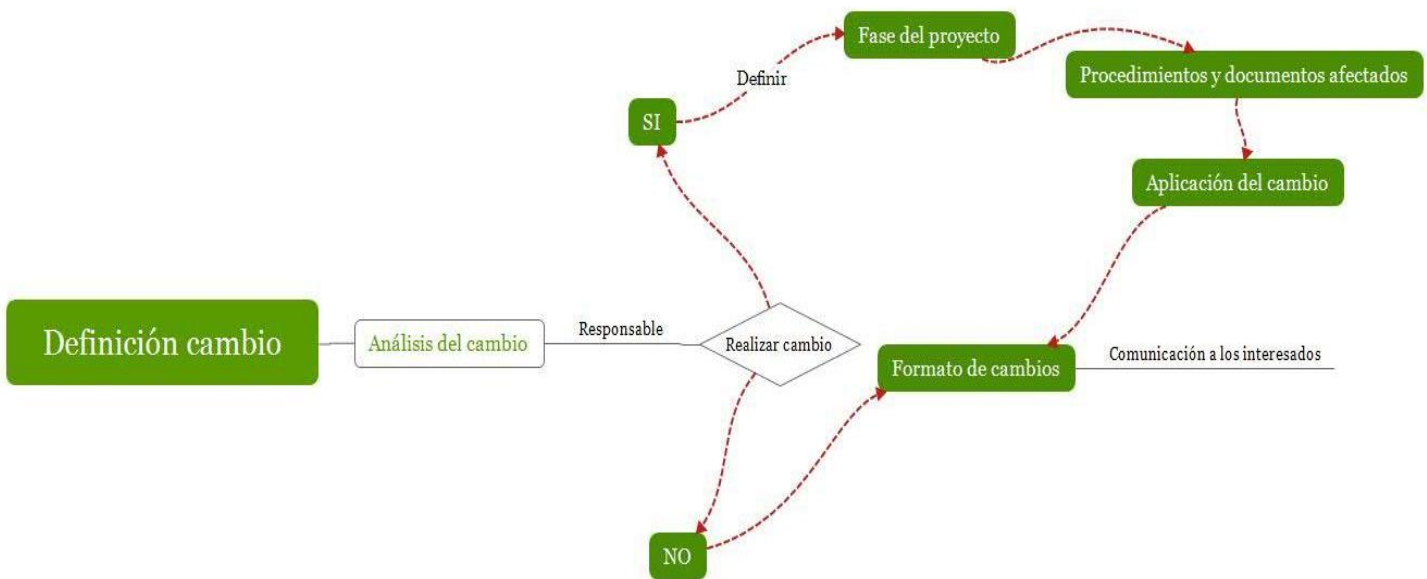 Definición cambio
Análisis del cambio
Responsable
Realizar cambio
SI
Definir
Fase del proyecto
Procedimientos y documentos afectados
Aplicación del cambio
NO
Formato de cambios
Comunicación a los interesados